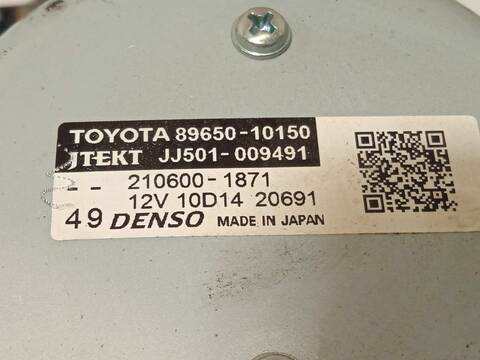 TOYOTA 89650-10150
JTEKT JJ501-009491
-- 210600-1871
12V 10D14 20691
49 DENSO MADE IN JAPAN